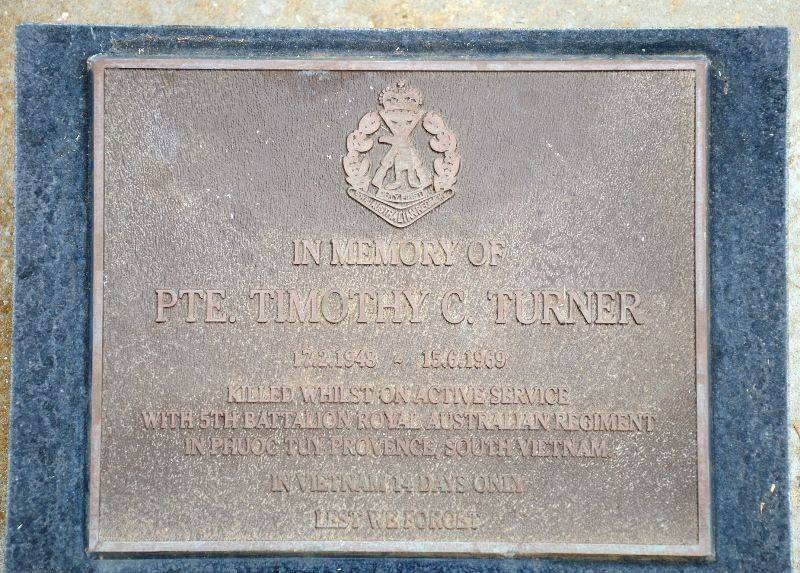 IN MEMORY OF
PTE. TIMOTHY C. TURNER
17.2.1948 ~ 15.6.1969
KILLED WHILST ON ACTIVE SERVICE
WITH 5TH BATTALION ROYAL AUSTRALIAN REGIMENT
IN PHUOC TUY PROVENCE, SOUTH VIETNAM.
IN VIETNAM 14 DAYS ONLY
LEST WE FORGET